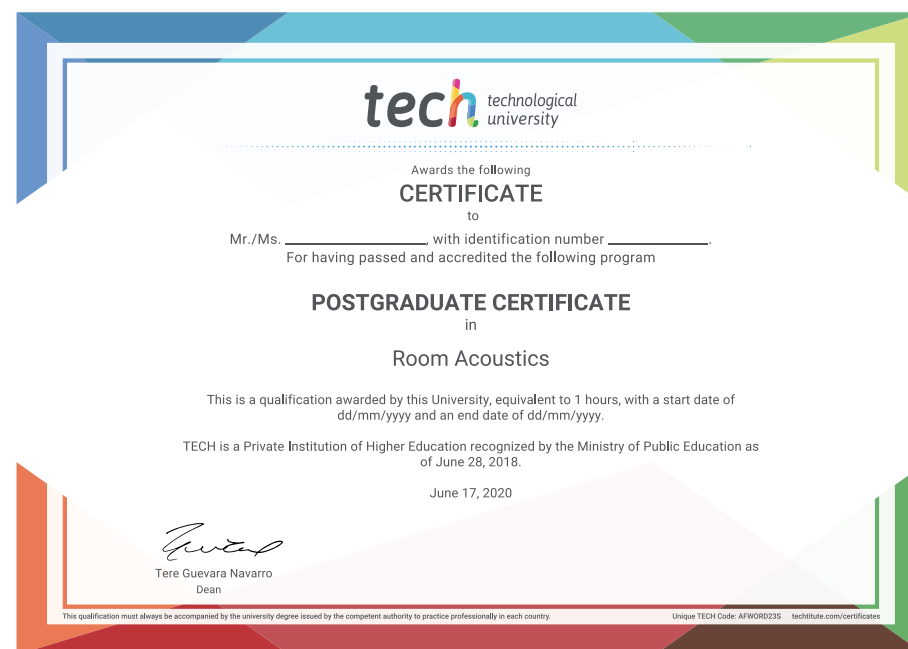 tech technological
university
Awards the following
CERTIFICATE
to
Mr./Ms. ____________________, with identification number ______________.
For having passed and accredited the following program
POSTGRADUATE CERTIFICATE
in
Room Acoustics
This is a qualification awarded by this University, equivalent to 1 hours, with a start date of
dd/mm/yyyy and an end date of dd/mm/yyyy.
TECH is a Private Institution of Higher Education recognized by the Ministry of Public Education as
of June 28, 2018.
June 17, 2020
Tere Guevara Navarro
Dean
This qualification must always be accompanied by the university degree issued by the competent authority to practice professionally in each country. Unique TECH Code: AFWORD23S techtitute.com/certificates